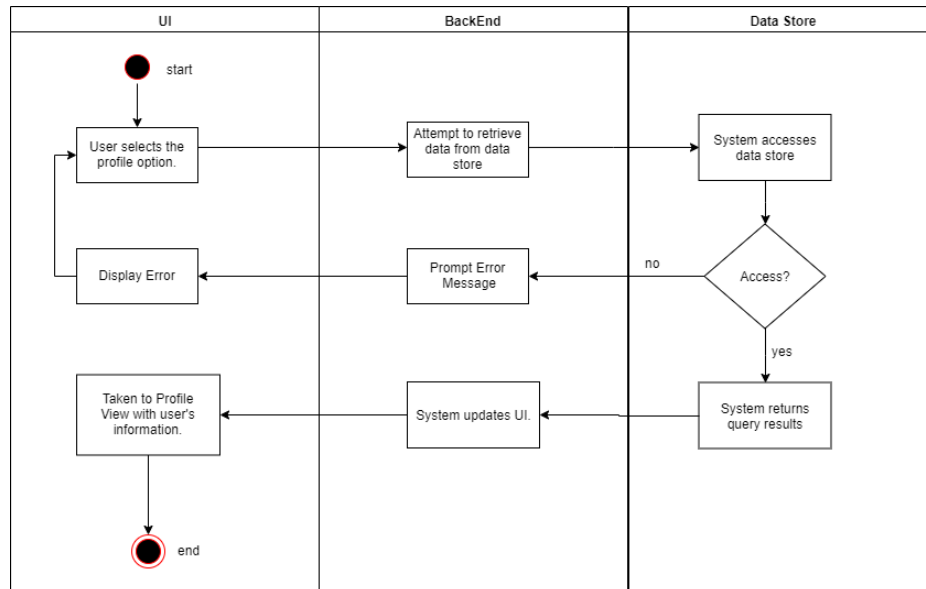 UI
BackEnd
Data Store
start
User selects the
profile option.
Attempt to retrieve
data from data
store
System accesses
data store
Display Error
Prompt Error
Message
no
Access?
yes
Taken to Profile
View with user's
information.
System updates UI.
System returns
query results
end